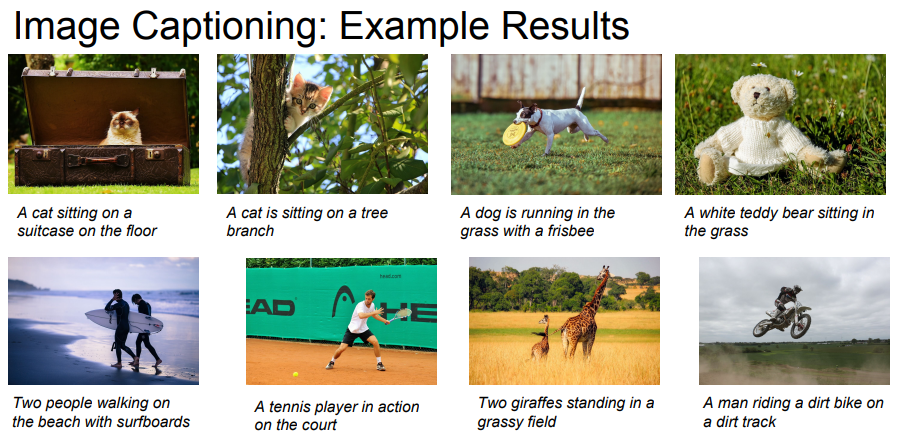 Image Captioning: Example Results
A cat sitting on a
suitcase on the floor
A cat is sitting on a tree
branch
A dog is running in the
grass with a frisbee
A white teddy bear sitting in
the grass
Two people walking on
the beach with surfboards
head.com
EAD
HE
A tennis player in action
on the court
Two giraffes standing in a
grassy field
A man riding a dirt bike on
a dirt track